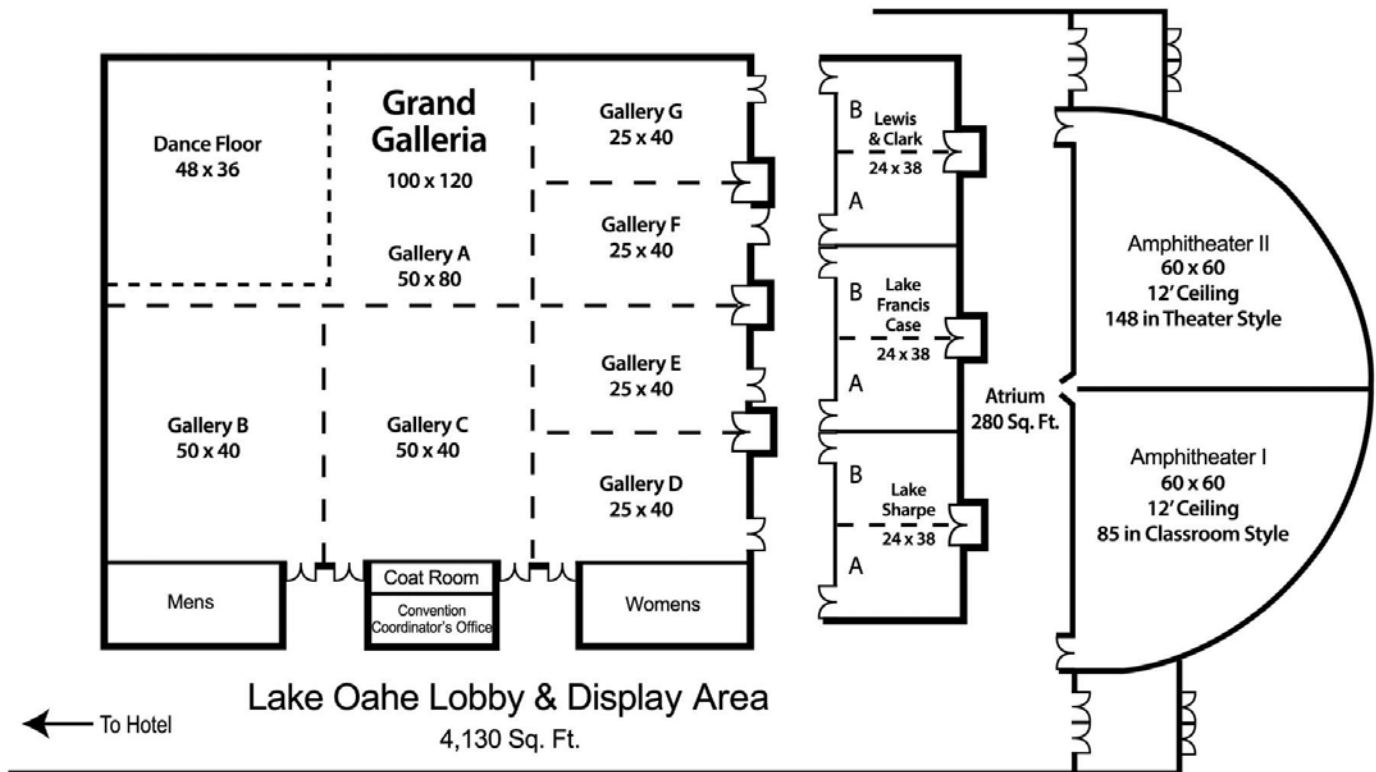 Dance Floor
48 x 36
Grand
Galleria
100 x 120
Gallery A
50 x 80
Gallery G
25 x 40
Gallery F
25 x 40
Gallery B
50 x 40
Gallery C
50 x 40
Gallery E
25 x 40
Gallery D
25 x 40
Mens
Coat Room
Convention
Coordinator's Office
Womens
B
Lewis
& Clark
24 x 38
A
B
Lake
Francis
Case
24 x 38
A
B
Lake
Sharpe
24 x 38
A
Atrium
280 Sq. Ft.
Amphitheater II
60 x 60
12' Ceiling
148 in Theater Style
Amphitheater I
60 x 60
12' Ceiling
85 in Classroom Style
Lake Oahe Lobby & Display Area
4,130 Sq. Ft.
To Hotel